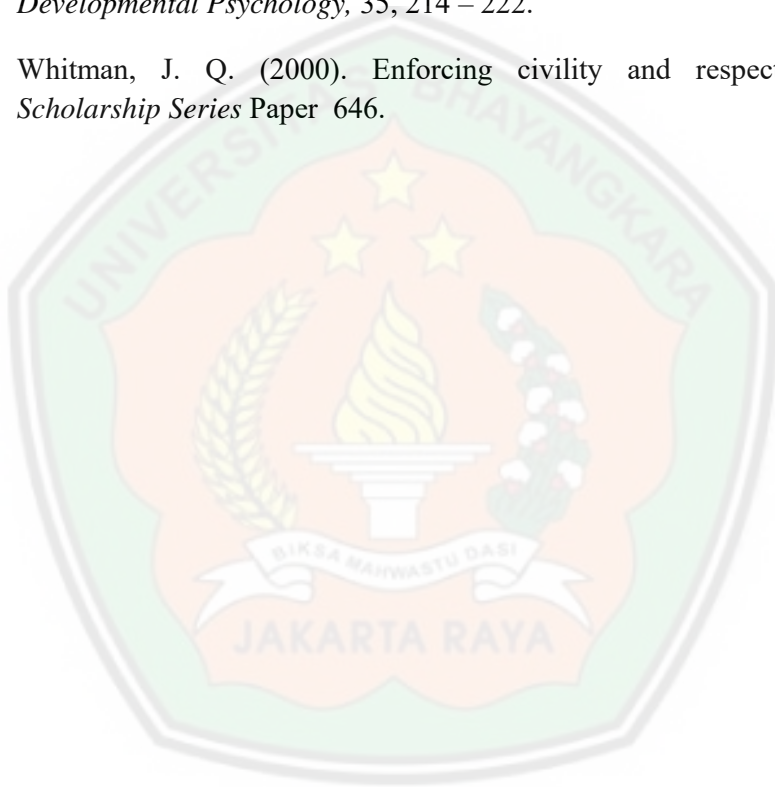 Developmental Psychology, 35, 214 – 222.
Whitman, J. Q. (2000). Enforcing civility and respect
Scholarship Series Paper 646.
UNIVERSITAS BHAYANGKARA
BIKSA MAHWASTU DASI
JAKARTA RAYA